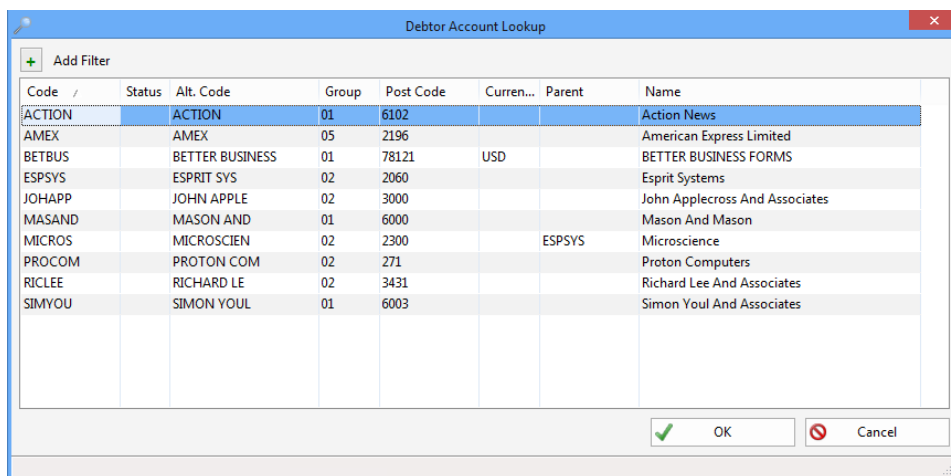 Debtor Account Lookup
+ Add Filter
Code / Status Alt. Code Group Post Code Curren... Parent Name
ACTION ACTION 01 6102 Action News
AMEX AMEX 05 2196 American Express Limited
BETBUS BETTER BUSINESS 01 78121 USD BETTER BUSINESS FORMS
ESPSYS ESPRIT SYS 02 2060 Esprit Systems
JOHAPP JOHN APPLE 02 3000 John Applecross And Associates
MASAND MASON AND 01 6000 Mason And Mason
MICROS MICROSCIEN 02 2300 ESPSYS Microscience
PROCOM PROTON COM 02 271 Proton Computers
RICLEE RICHARD LE 02 3431 Richard Lee And Associates
SIMYOU SIMON YOUL 01 6003 Simon Youl And Associates
OK Cancel